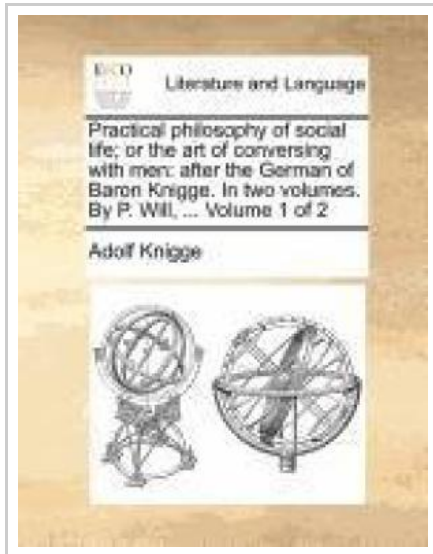 ECCO
Literature and Language
Practical philosophy of social
life; or the art of conversing
with men: after the German of
Baron Knigge. In two volumes.
By P. Will, ... Volume 1 of 2
Adolf Knigge